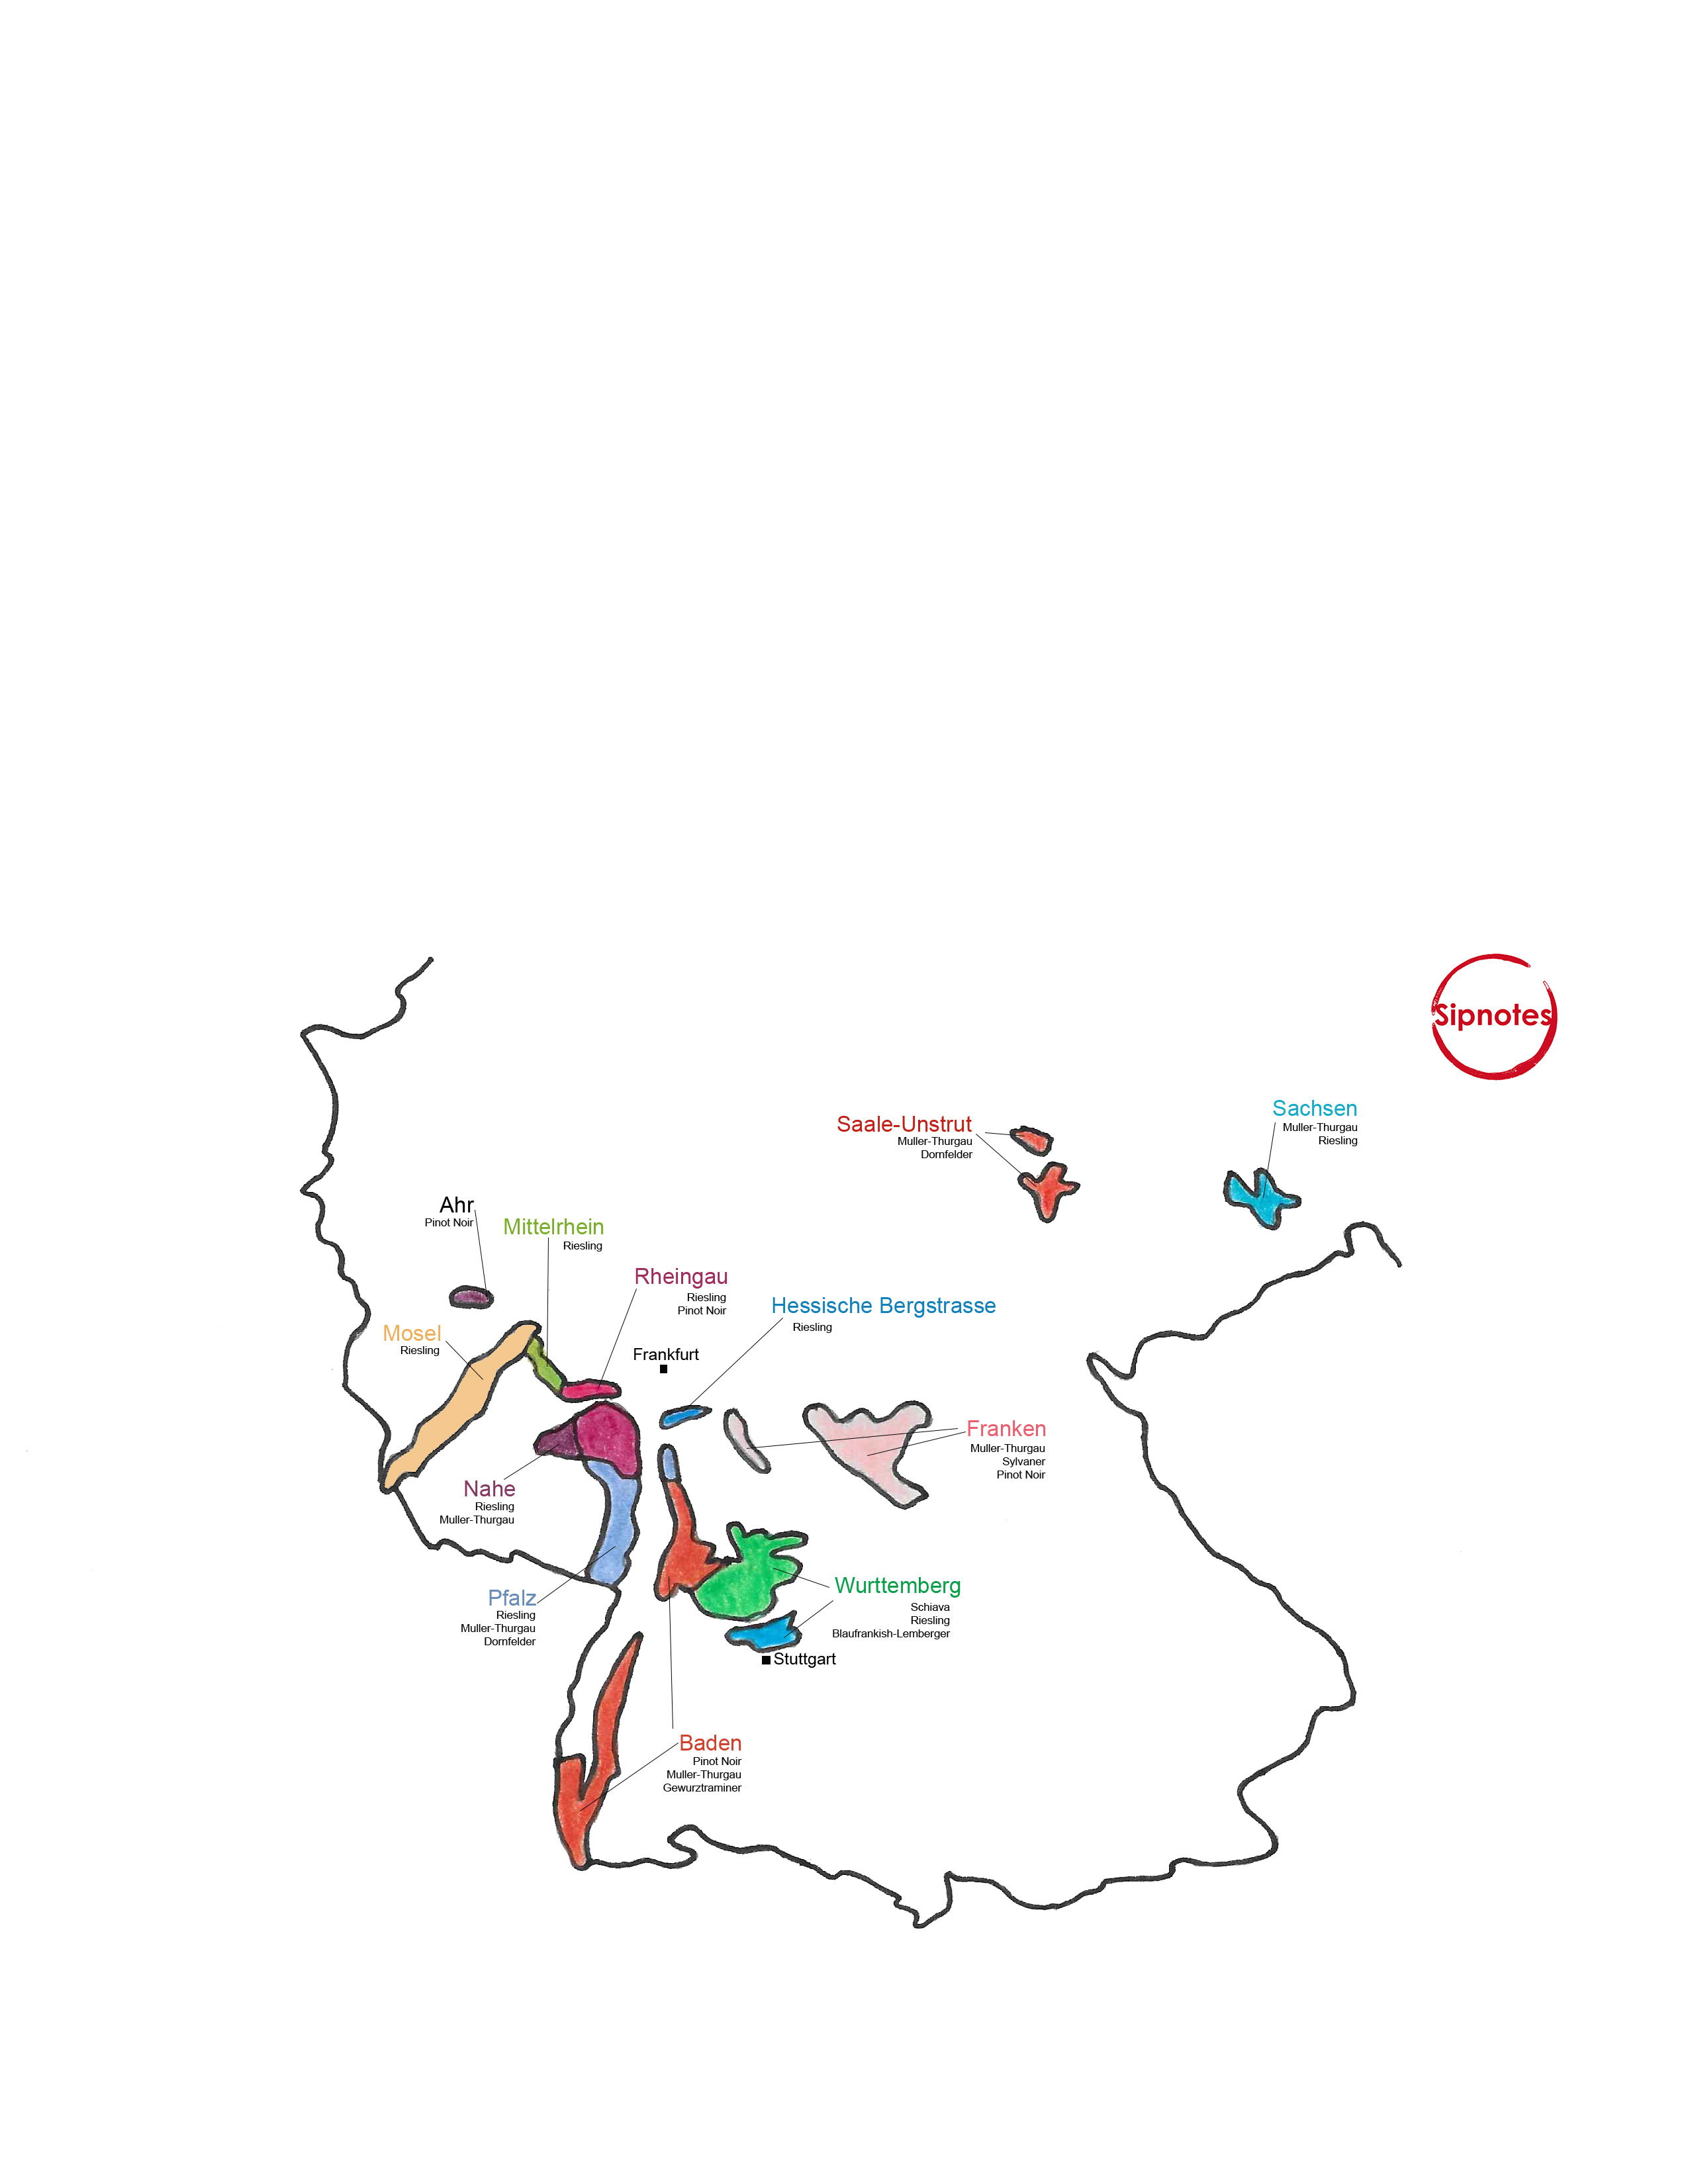 Sipnotes
Sachsen
Muller-Thurgau
Riesling
Saale-Unstrut
Muller-Thurgau
Dornfelder
Ahr
Pinot Noir
Mittelrhein
Riesling
Rheingau
Riesling
Pinot Noir
Hessische Bergstrasse
Riesling
Mosel
Riesling
Frankfurt
Franken
Muller-Thurgau
Sylvaner
Pinot Noir
Nahe
Riesling
Muller-Thurgau
Wurttemberg
Schiava
Riesling
Blaufrankish-Lemberger
Pfalz
Riesling
Muller-Thurgau
Dornfelder
Stuttgart
Baden
Pinot Noir
Muller-Thurgau
Gewurztraminer